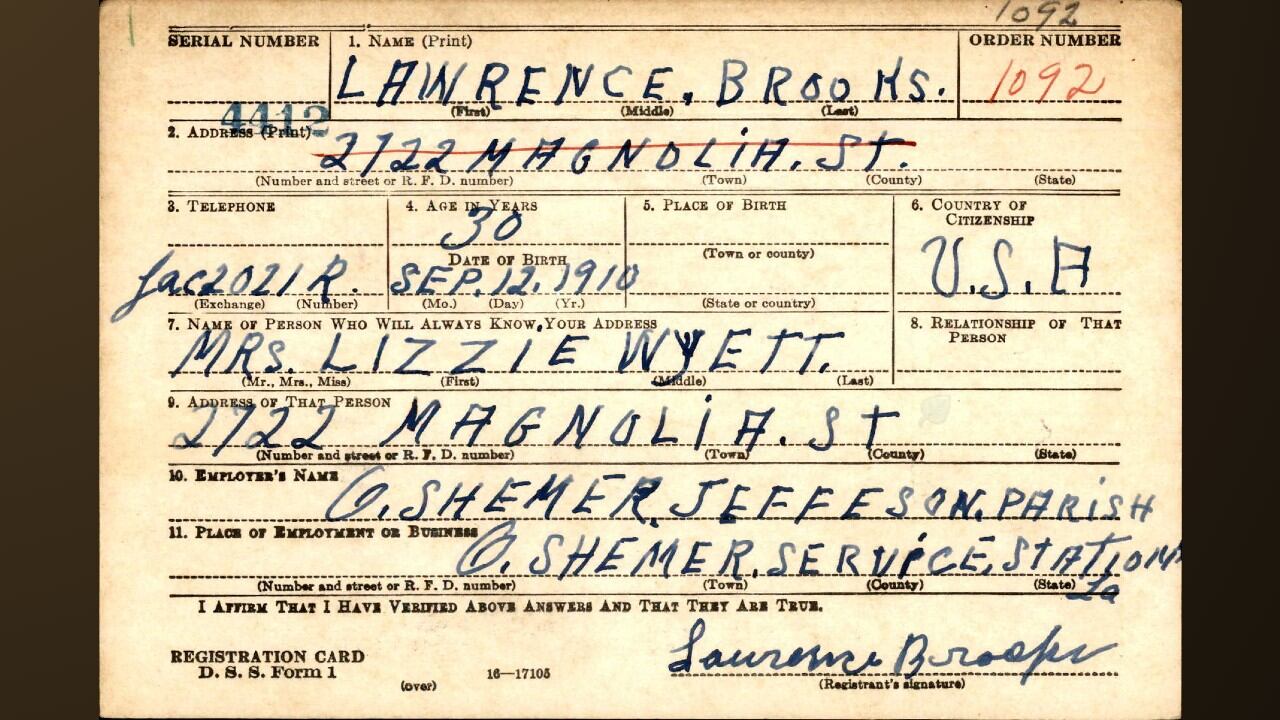 1092
SERIAL NUMBER 1. NAME (Print) ORDER NUMBER
LAWRENCE. BROOKS. 1092
4412 (First) (Middle) (Last)
2. ADDRESS (Print)
2722 MAGNOLiA. St.
(Number and street or R. F. D. number) (Town) (County) (State)
3. TELEPHONE 4. AGE IN YEARS 5. PLACE OF BIRTH 6. COUNTRY OF CITIZENSHIP
30
DATE OF BIRTH (Town or county) U.S.A
Jac2021R. SEP. 12. 1910
(Exchange) (Number) (Mo.) (Day) (Yr.) (State or country)
7. NAME OF PERSON WHO WILL ALWAYS KNOW YOUR ADDRESS 8. RELATIONSHIP OF THAT PERSON
MRS. LIZZIE WYETT.
(Mr., Mrs., Miss) (First) (Middle) (Last)
9. ADDRESS OF THAT PERSON
2722 MAGNOLiA. St
(Number and street or R. F. D. number) (Town) (County) (State)
10. EMPLOYER'S NAME
O. SHEMER. JEFFESON. PARiSH
11. PLACE OF EMPLOYMENT OR BUSINESS
O. SHEMER. SERVICE. StATION
(Number and street or R. F. D. number) (Town) (County) (State) La
I AFFIRM THAT I HAVE VERIFIED ABOVE ANSWERS AND THAT THEY ARE TRUE.
REGISTRATION CARD Lawrence Brooks
D. S. S. Form 1 16—17105
(over) (Registrant's signature)